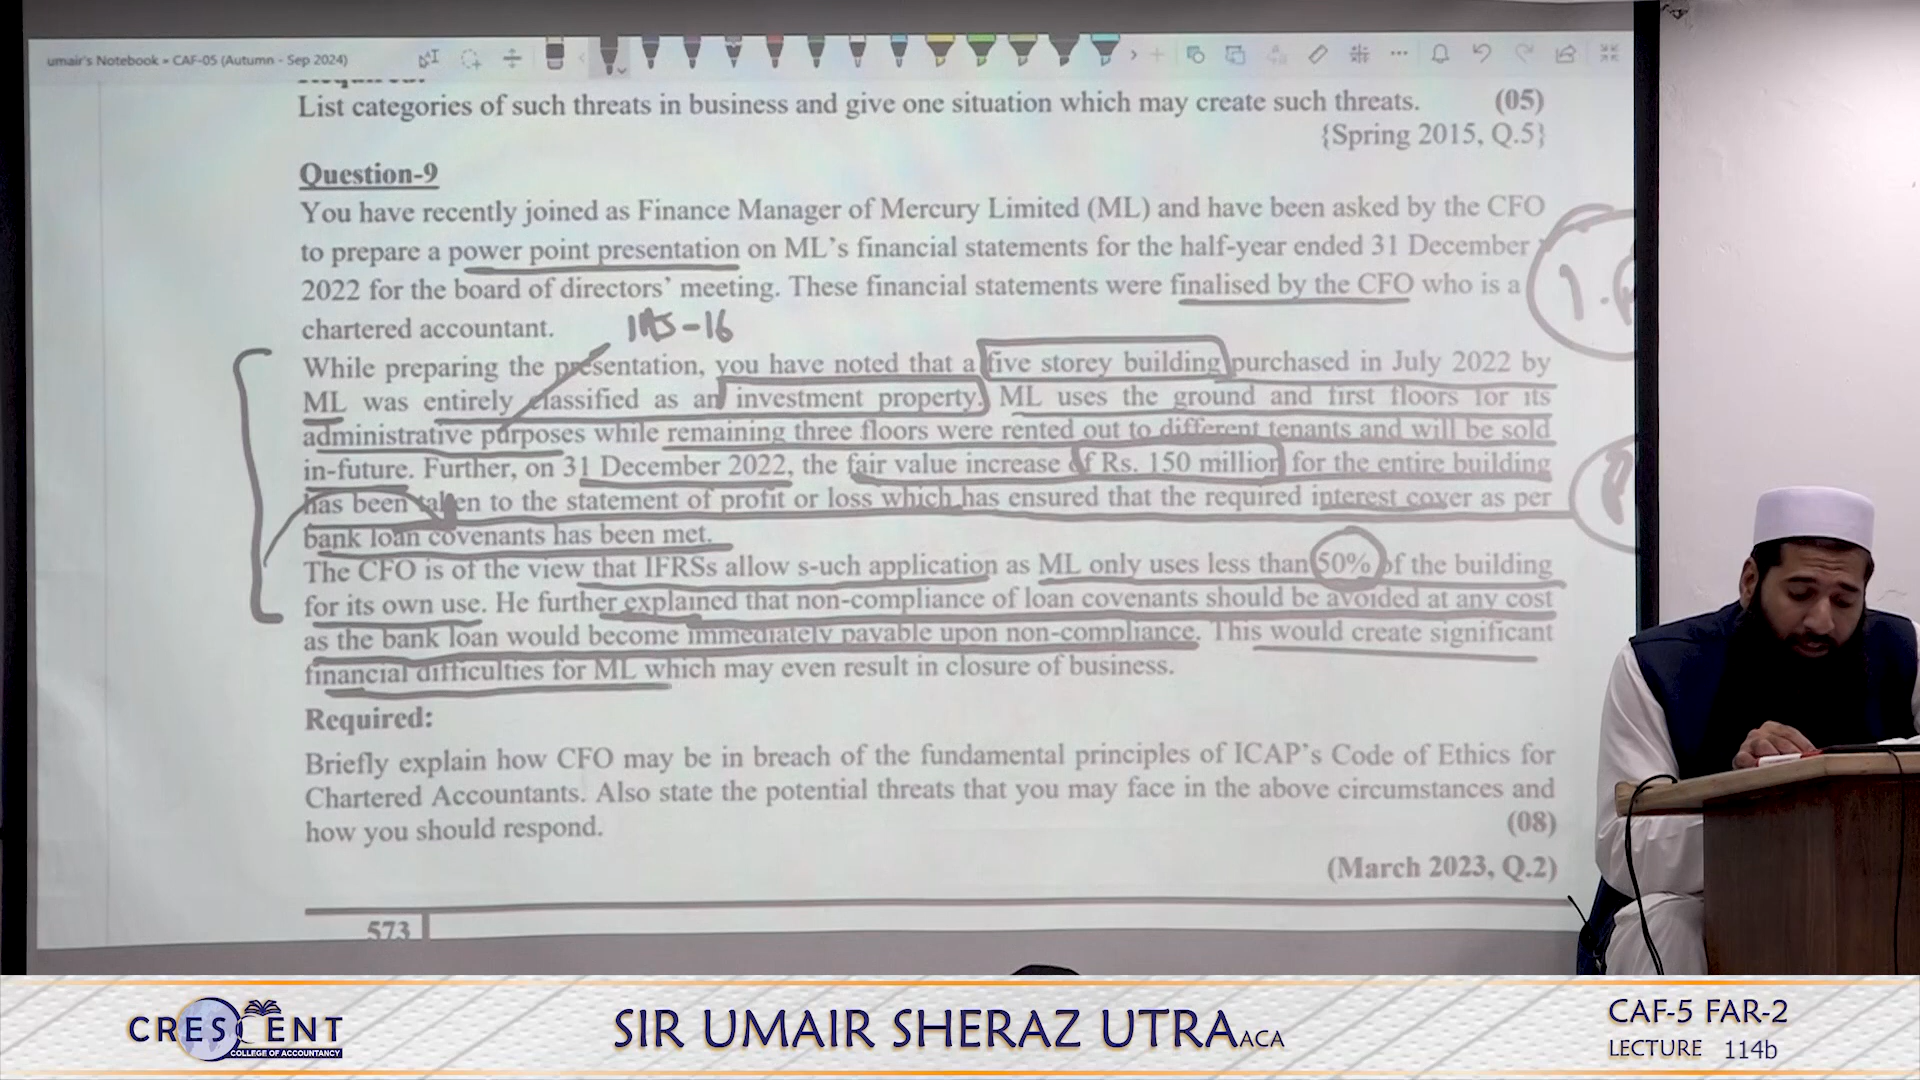 umair's Notebook » CAF-05 (Autumn - Sep 2024)
List categories of such threats in business and give one situation which may create such threats. (05)
{Spring 2015, Q.5}
Question-9
You have recently joined as Finance Manager of Mercury Limited (ML) and have been asked by the CFO
to prepare a power point presentation on ML's financial statements for the half-year ended 31 December
2022 for the board of directors' meeting. These financial statements were finalised by the CFO who is a
chartered accountant.
IAS-16
While preparing the presentation, you have noted that a five storey building purchased in July 2022 by
ML was entirely classified as an investment property. ML uses the ground and first floors for its
administrative purposes while remaining three floors were rented out to different tenants and will be sold
in-future. Further, on 31 December 2022, the fair value increase of Rs. 150 million for the entire building
has been taken to the statement of profit or loss which has ensured that the required interest cover as per
bank loan covenants has been met.
The CFO is of the view that IFRSs allow s-uch application as ML only uses less than 50% of the building
for its own use. He further explained that non-compliance of loan covenants should be avoided at any cost
as the bank loan would become immediately payable upon non-compliance. This would create significant
financial difficulties for ML which may even result in closure of business.
Required:
Briefly explain how CFO may be in breach of the fundamental principles of ICAP's Code of Ethics for
Chartered Accountants. Also state the potential threats that you may face in the above circumstances and
how you should respond. (08)
(March 2023, Q.2)
573
CRESCENT
COLLEGE OF ACCOUNTANCY
SIR UMAIR SHERAZ UTRA ACA
CAF-5 FAR-2
LECTURE 114b